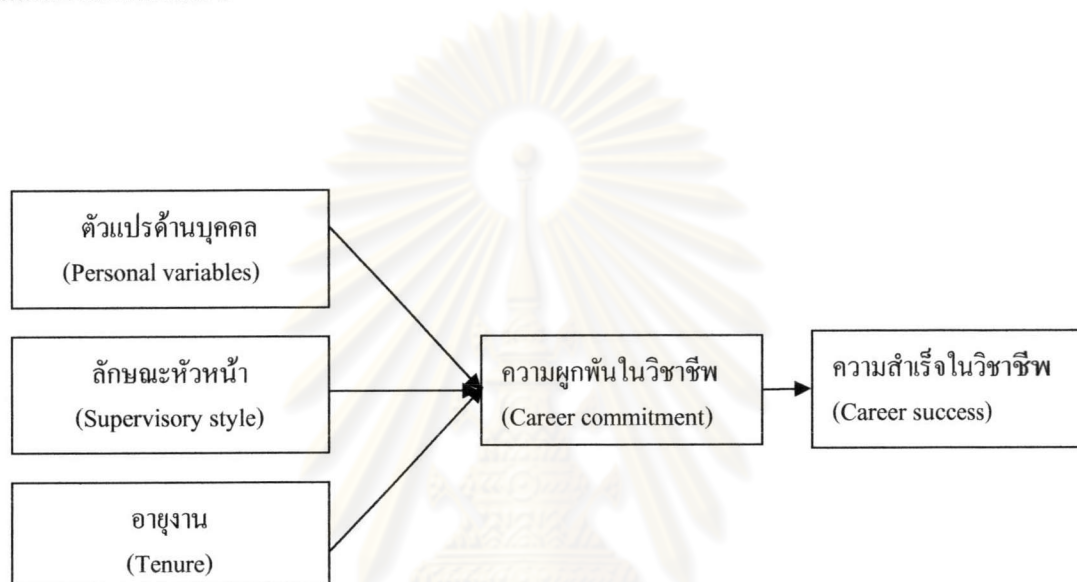 ตัวแปรด้านบุคคล
(Personal variables)
ลักษณะหัวหน้า
(Supervisory style)
อายุงาน
(Tenure)
ความผูกพันในวิชาชีพ
(Career commitment)
ความสำเร็จในวิชาชีพ
(Career success)